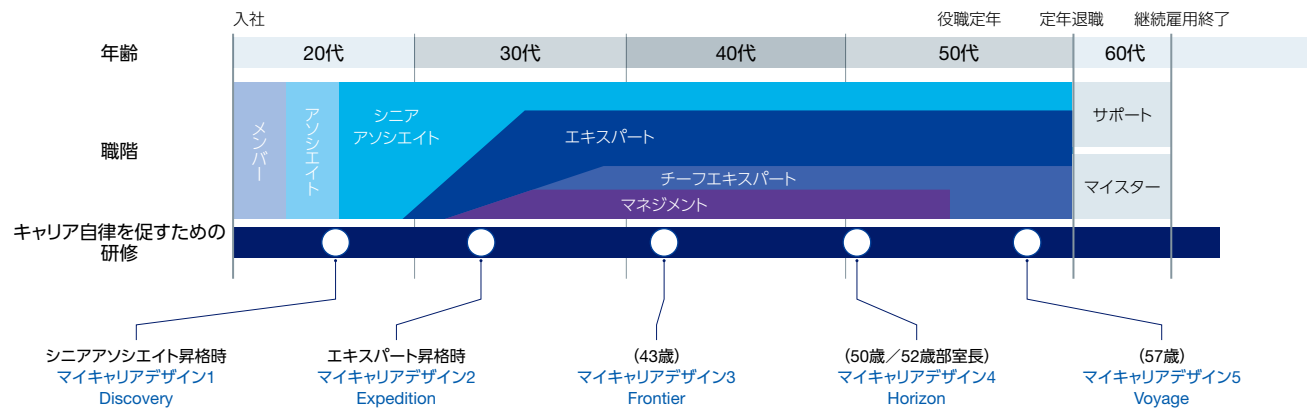 入社
役職定年
定年退職
継続雇用終了
年齢
20代
30代
40代
50代
60代
職階
メンバー
アソシエイト
シニア
アソシエイト
エキスパート
チーフエキスパート
マネジメント
サポート
マイスター
キャリア自律を促すための
研修
シニアアソシエイト昇格時
マイキャリアデザイン1
Discovery
エキスパート昇格時
マイキャリアデザイン2
Expedition
(43歳)
マイキャリアデザイン3
Frontier
(50歳／52歳部室長)
マイキャリアデザイン4
Horizon
(57歳)
マイキャリアデザイン5
Voyage